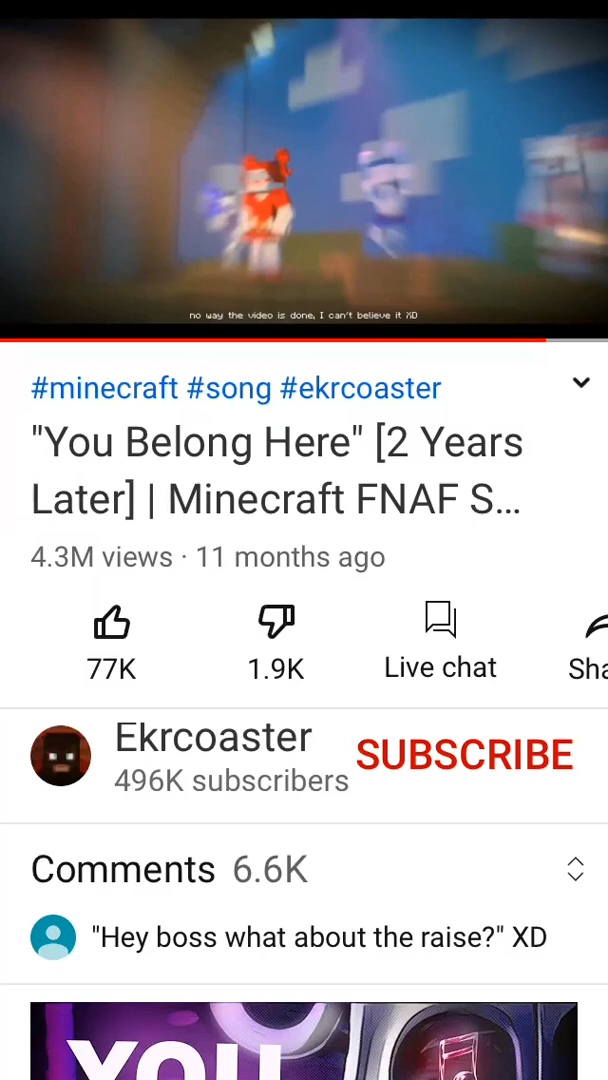 no way the video is done, I can't believe it XD
#minecraft #song #ekrcoaster
"You Belong Here" [2 Years
Later] | Minecraft FNAF S...
4.3M views · 11 months ago
77K
1.9K
Live chat
Sha
Ekrcoaster
496K subscribers
SUBSCRIBE
Comments 6.6K
"Hey boss what about the raise?" XD
YOU